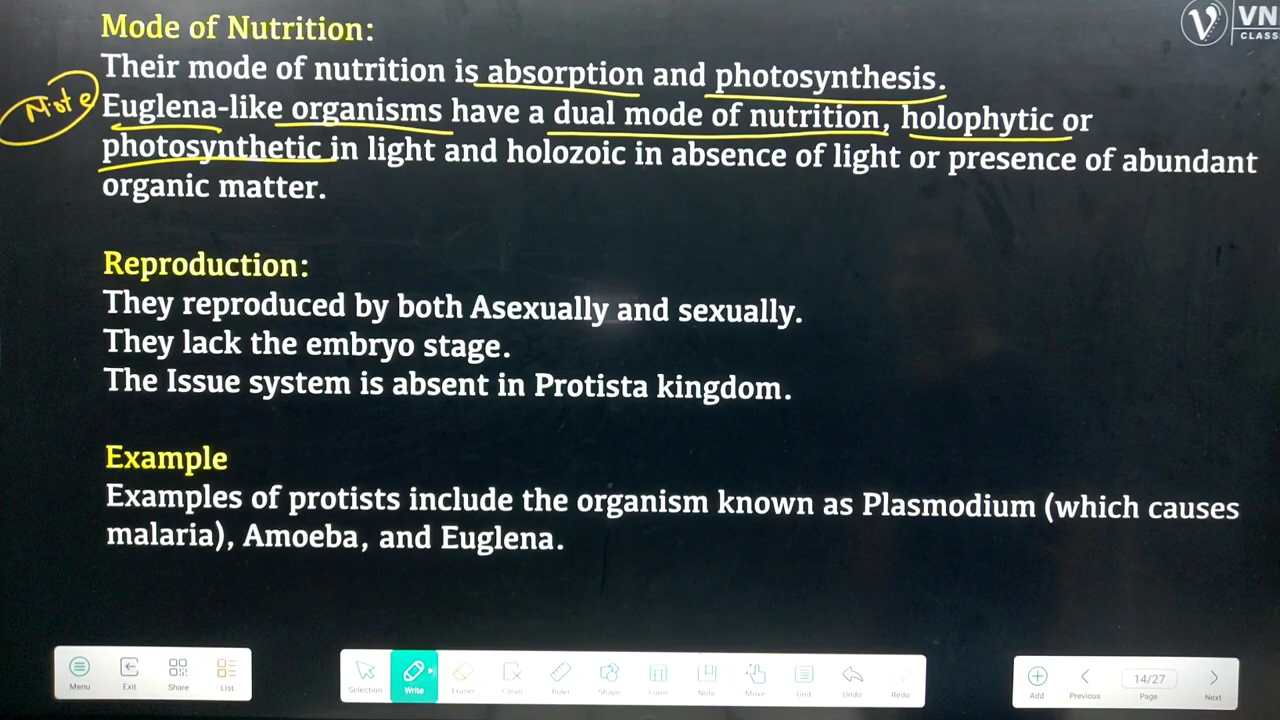 Mode of Nutrition:
VN
CLASS
Their mode of nutrition is absorption and photosynthesis.
Note
Euglena-like organisms have a dual mode of nutrition, holophytic or
photosynthetic in light and holozoic in absence of light or presence of abundant
organic matter.
Reproduction:
They reproduced by both Asexually and sexually.
They lack the embryo stage.
The Issue system is absent in Protista kingdom.
Example
Examples of protists include the organism known as Plasmodium (which causes
malaria), Amoeba, and Euglena.
Menu Exit Share List Selection Write Eraser Clean Ruler Shape Form Note Move Grid Undo Redo Add Previous 14/27 Page Next